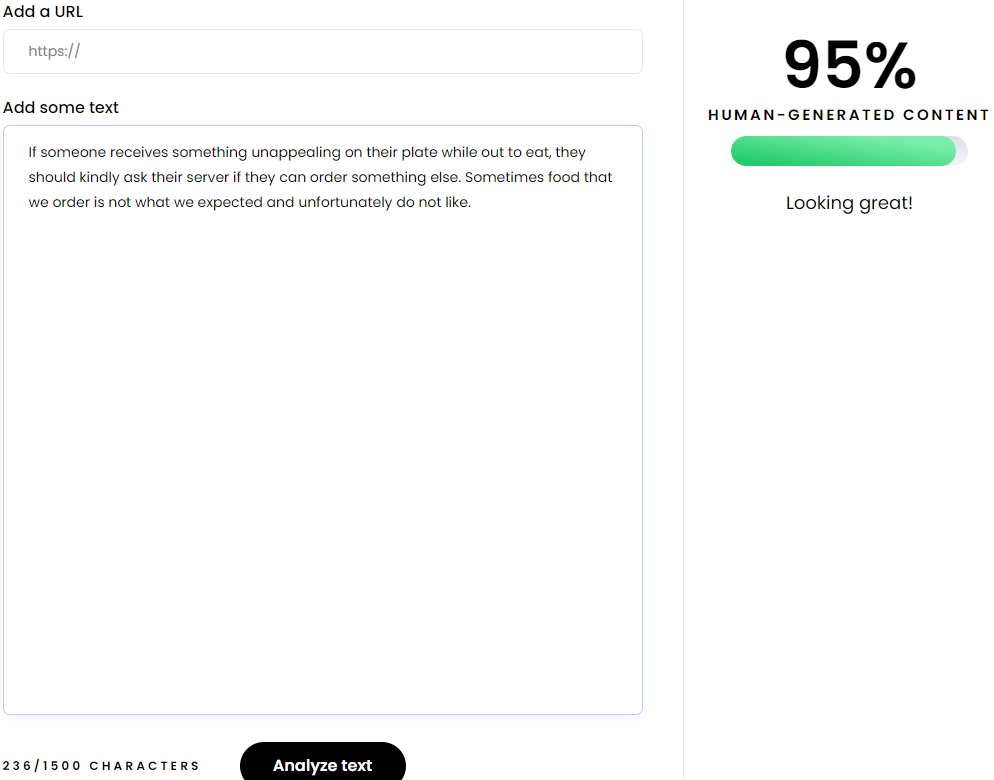 Add a URL
https://
Add some text
If someone receives something unappealing on their plate while out to eat, they
should kindly ask their server if they can order something else. Sometimes food that
we order is not what we expected and unfortunately do not like.
236/1500 CHARACTERS
Analyze text
95%
HUMAN-GENERATED CONTENT
Looking great!